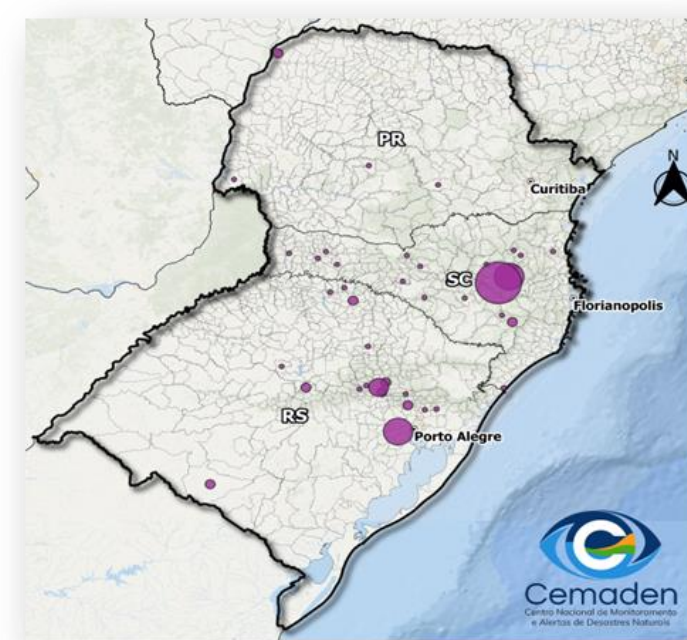 PR
N
Curitiba
SC
Florianopolis
RS
Porto Alegre
Cemaden
Centro Nacional de Monitoramento
e Alertas de Desastres Naturais